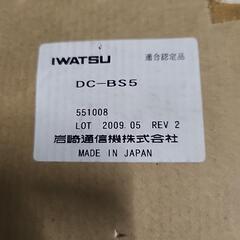 IWATSU 適合認定品
DC-BS5
551008
LOT 2009.05 REV 2
岩崎通信機株式会社
MADE IN JAPAN